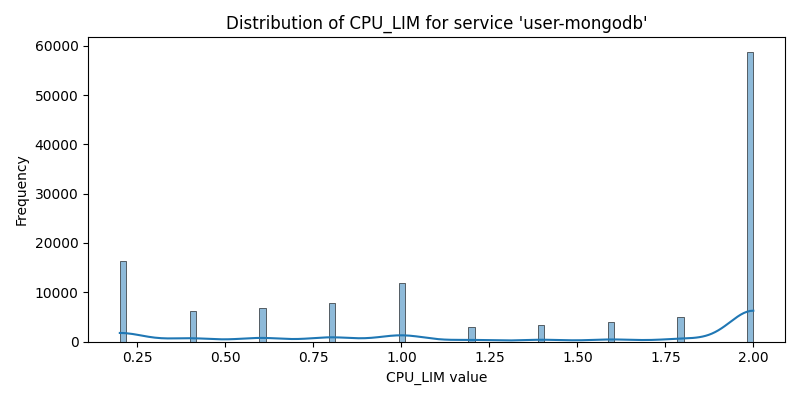 Distribution of CPU_LIM for service 'user-mongodb'
60000
50000
40000
30000
20000
10000
0
Frequency
0.25 0.50 0.75 1.00 1.25 1.50 1.75 2.00
CPU_LIM value